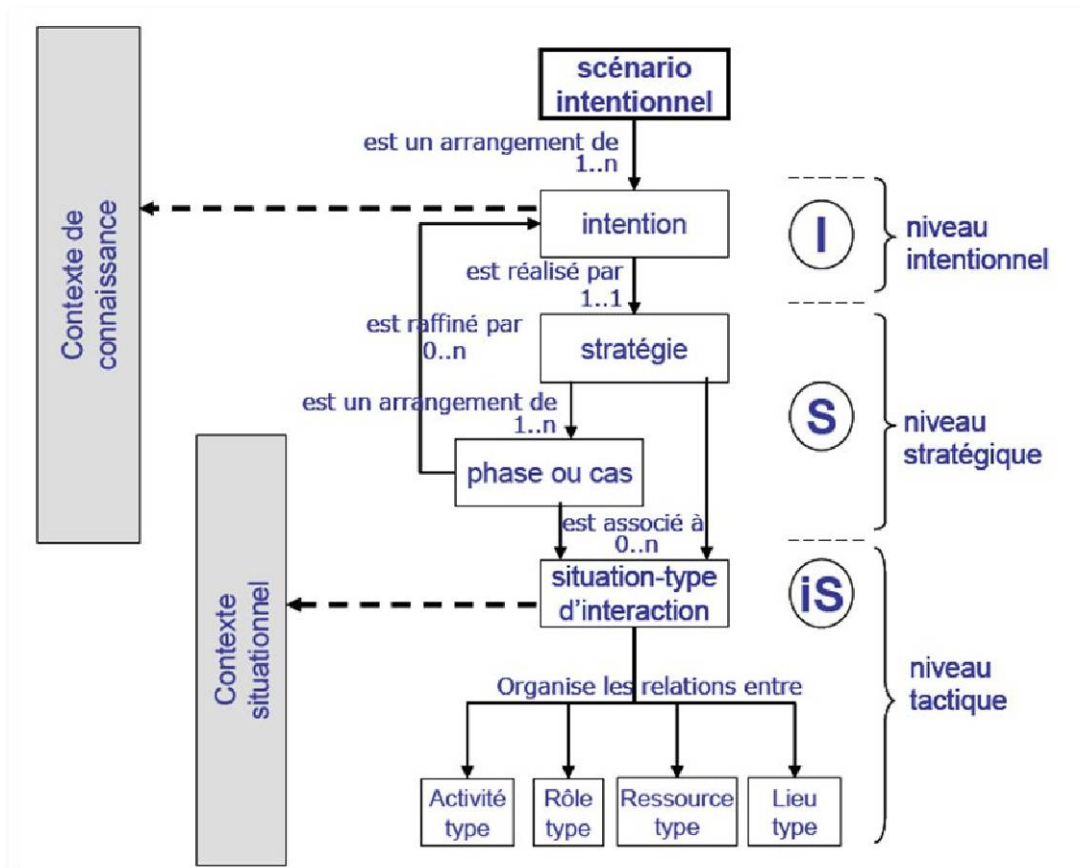 scénario
intentionnel
est un arrangement de
1..n
Contexte de
connaissance
intention
I
niveau
intentionnel
est réalisé par
1..1
est raffiné par
0..n
stratégie
S
niveau
stratégique
est un arrangement de
1..n
phase ou cas
est associé à
0..n
situation-type
d'interaction
iS
Contexte
situationnel
niveau
tactique
Organise les relations entre
Activité
type
Rôle
type
Ressource
type
Lieu
type